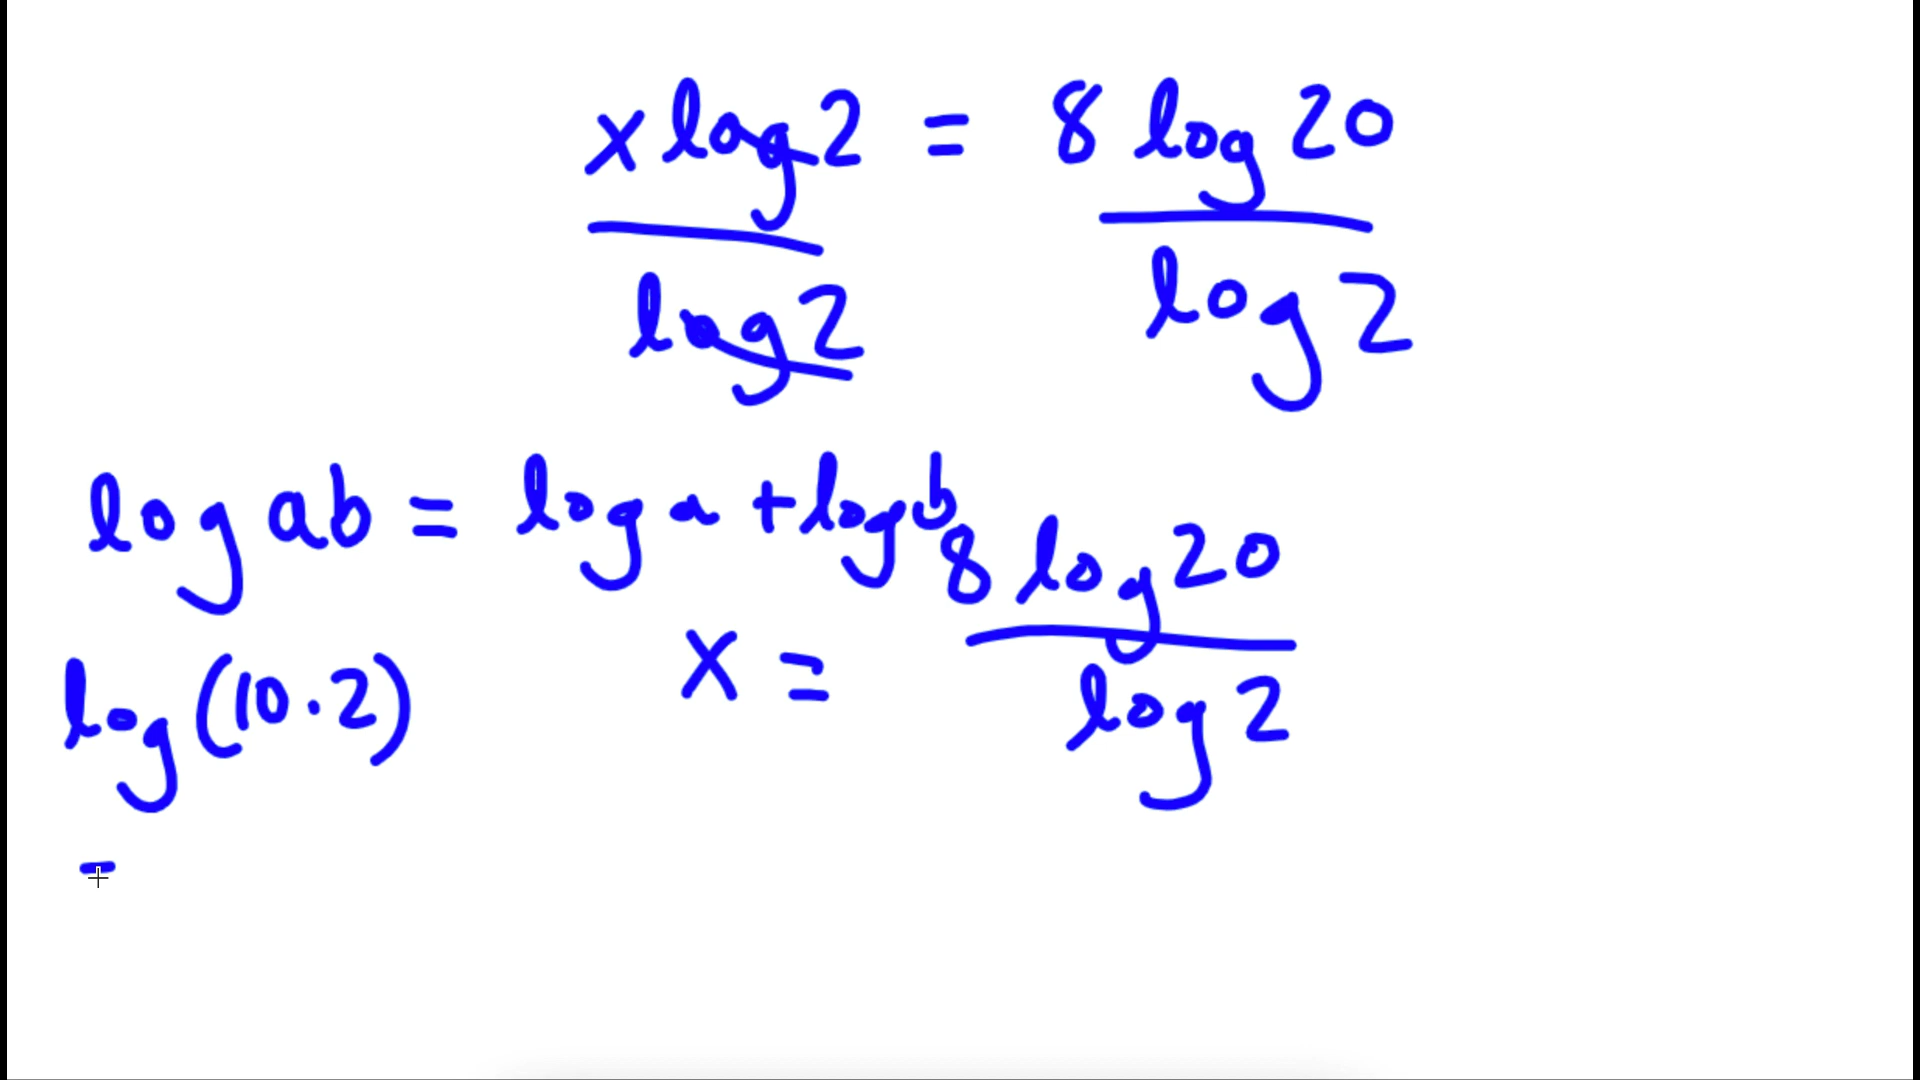 x log 2 = 8 log 20
log 2 log 2
log ab = log a + log b
8 log 20
x =
log 2
log (10 . 2)
=